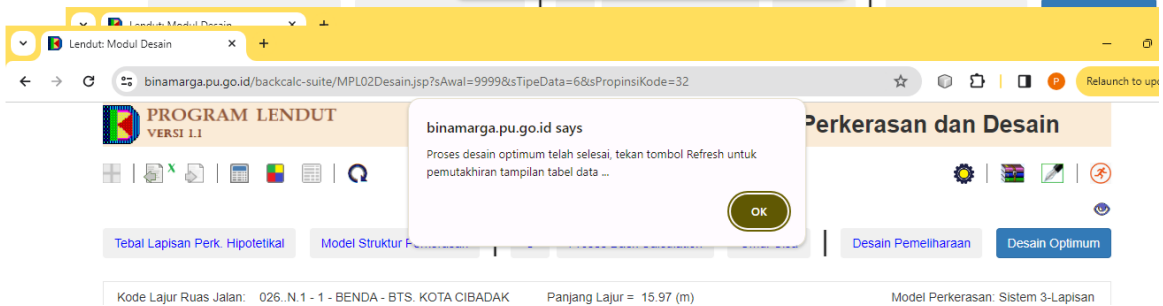 Lendut: Modul Desain
binamarga.pu.go.id/backcalc-suite/MPL02Desain.jsp?sAwal=9999&sTipeData=6&sPropinsiKode=32
P
Relaunch to upd
PROGRAM LENDUT
VERSI 1.1
Perkerasan dan Desain
binamarga.pu.go.id says
Proses desain optimum telah selesai, tekan tombol Refresh untuk
pemutakhiran tampilan tabel data ...
OK
Tebal Lapisan Perk. Hipotetikal Model Struktur Desain Pemeliharaan Desain Optimum
Kode Lajur Ruas Jalan: 026..N.1 - 1 - BENDA - BTS. KOTA CIBADAK Panjang Lajur = 15.97 (m) Model Perkerasan: Sistem 3-Lapisan